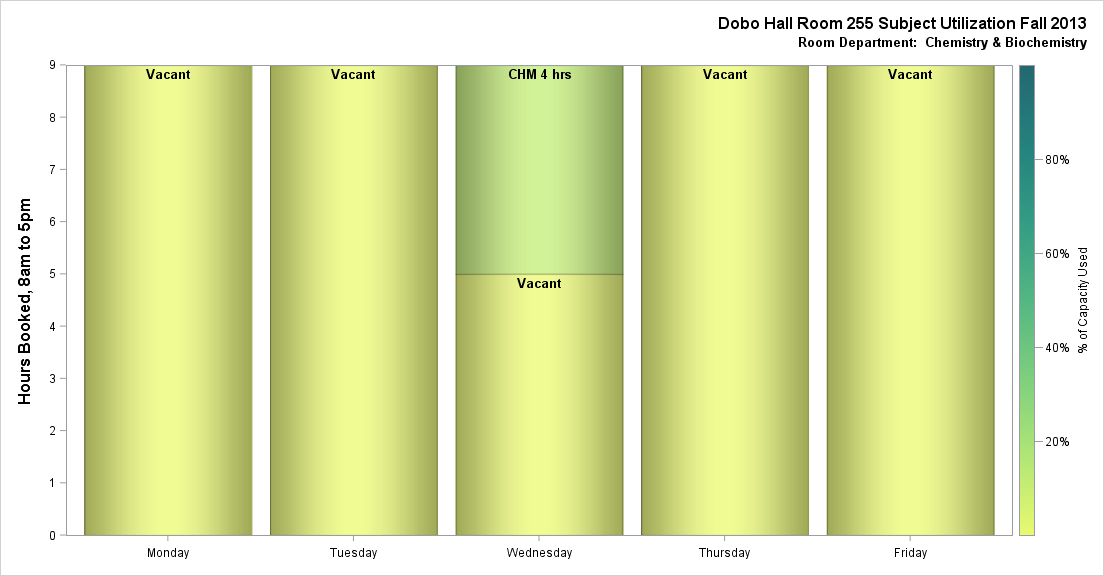 Dobo Hall Room 255 Subject Utilization Fall 2013
Room Department:  Chemistry & Biochemistry
Hours Booked, 8am to 5pm
9
8
7
6
5
4
3
2
1
0
Vacant
Vacant
CHM 4 hrs
Vacant
Vacant
Vacant
Monday
Tuesday
Wednesday
Thursday
Friday
80%
60%
40%
20%
% of Capacity Used